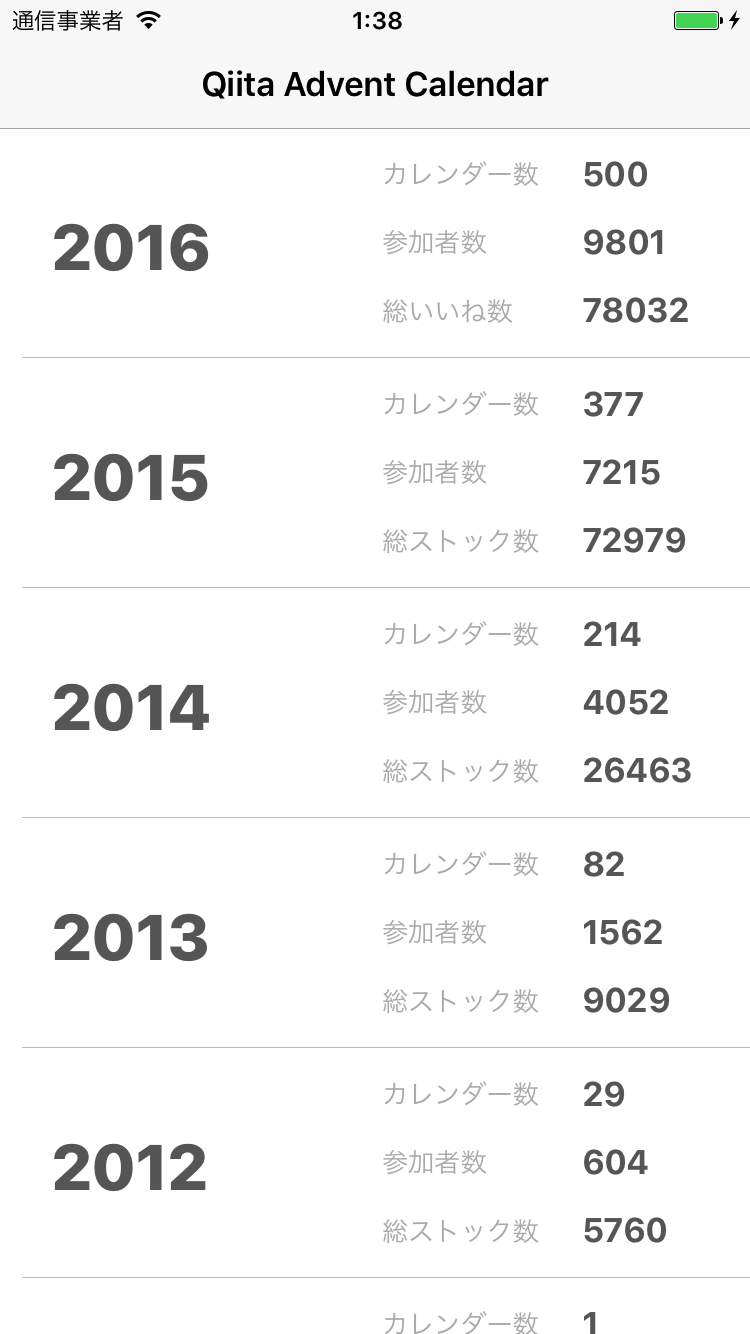 通信事業者 1:38
Qiita Advent Calendar
2016
カレンダー数 500
参加者数 9801
総いいね数 78032
2015
カレンダー数 377
参加者数 7215
総ストック数 72979
2014
カレンダー数 214
参加者数 4052
総ストック数 26463
2013
カレンダー数 82
参加者数 1562
総ストック数 9029
2012
カレンダー数 29
参加者数 604
総ストック数 5760
カレンダー数 1